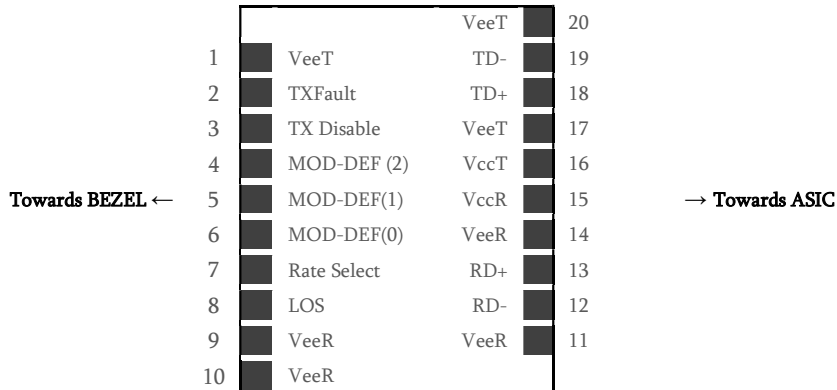 VeeT 20
1 VeeT TD- 19
2 TXFault TD+ 18
3 TX Disable VeeT 17
4 MOD-DEF (2) VccT 16
Towards BEZEL ← 5 MOD-DEF(1) VccR 15 → Towards ASIC
6 MOD-DEF(0) VeeR 14
7 Rate Select RD+ 13
8 LOS RD- 12
9 VeeR VeeR 11
10 VeeR